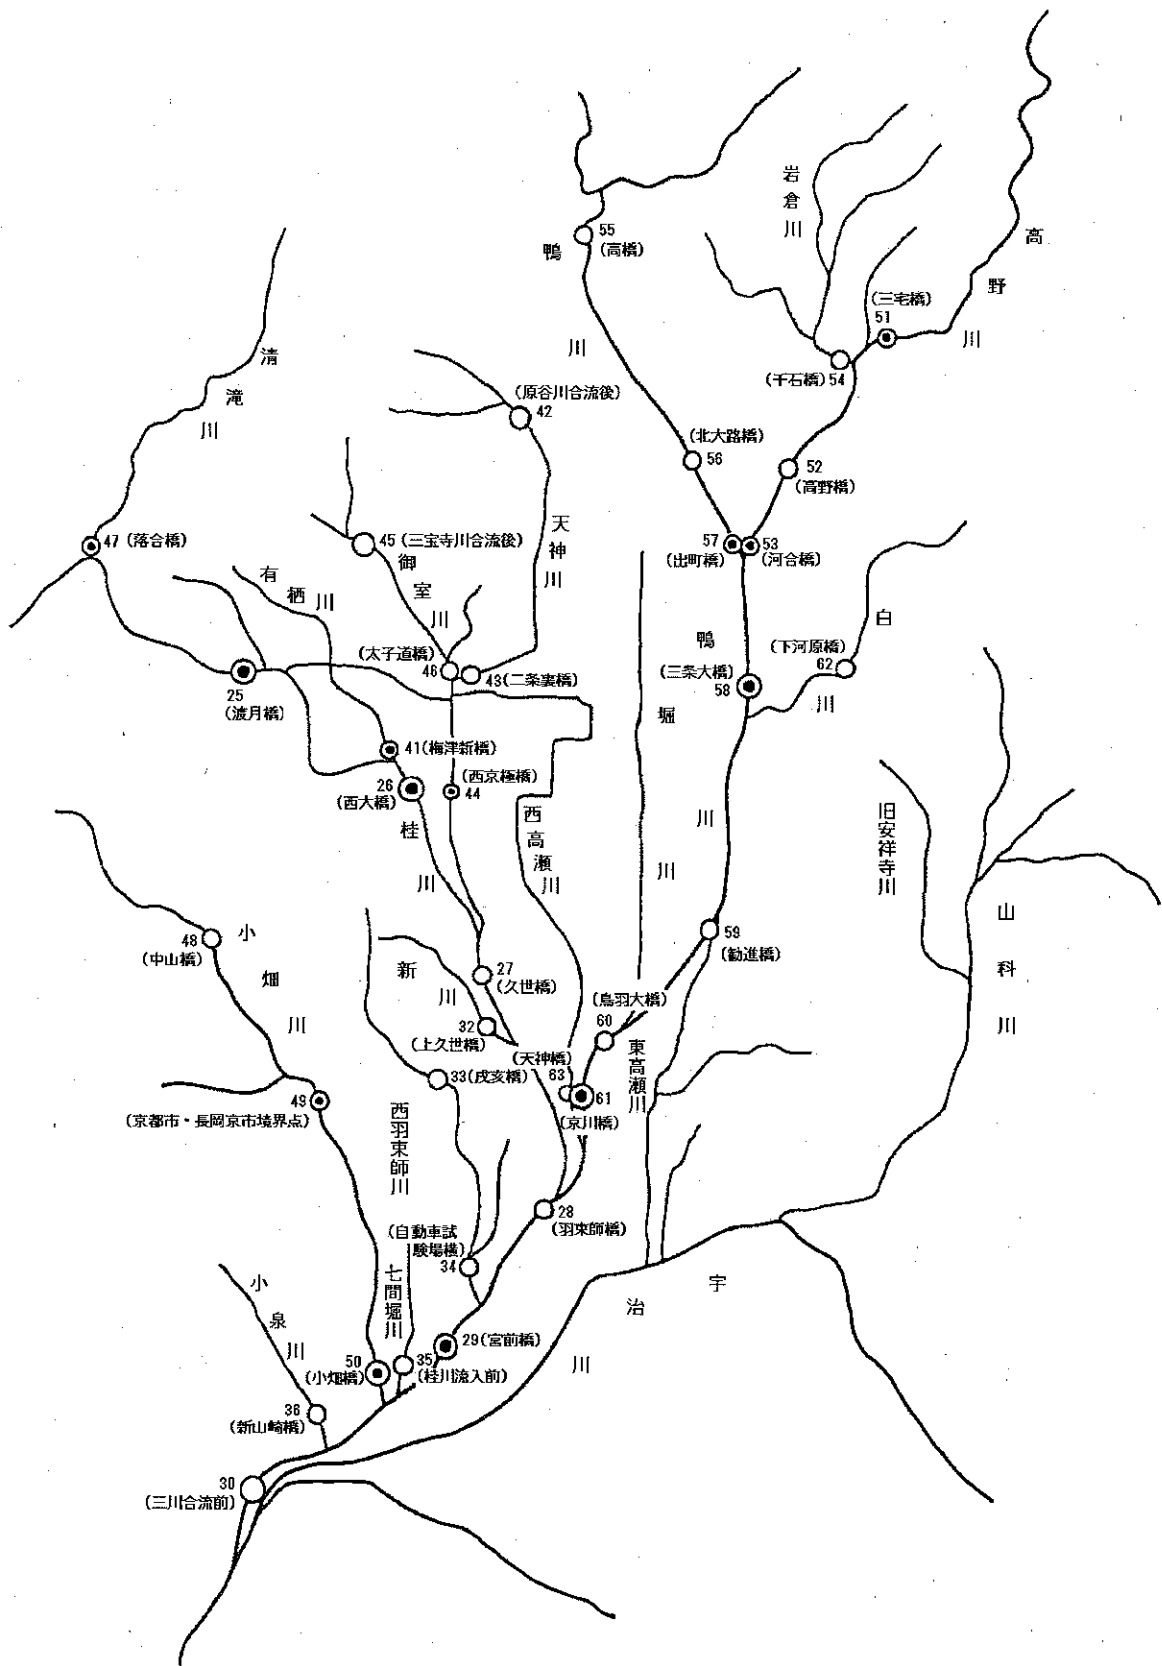 岩倉川
高野川
鴨川
55
(高橋)
(三宅橋)
51
(千石橋) 54
清滝川
(原谷川合流後)
42
(北大路橋)
56
52
(高野橋)
47 (落合橋)
45 (三宝寺川合流後)
御室川
天神川
57
(出町橋)
53
(河合橋)
有栖川
白川
鴨川
(下河原橋)
62
(太子道橋)
46
43 (二条裏橋)
(三条大橋)
58
25
(渡月橋)
堀川
41 (梅津新橋)
(西京極橋)
44
26
(西大橋)
桂川
西高瀬川
旧安祥寺川
山科川
小畑川
48
(中山橋)
新川
59
(勧進橋)
27
(久世橋)
(鳥羽大橋)
60
32
(上久世橋)
(天神橋)
63
東高瀬川
33 (戌亥橋)
61
(京川橋)
49
(京都市・長岡京市境界点)
西羽束師川
28
(羽束師橋)
(自動車試
験場横)
34
七間堀川
宇治川
小泉川
29 (宮前橋)
50
(小畑橋)
35
(桂川流入前)
36
(新山崎橋)
30
(三川合流前)